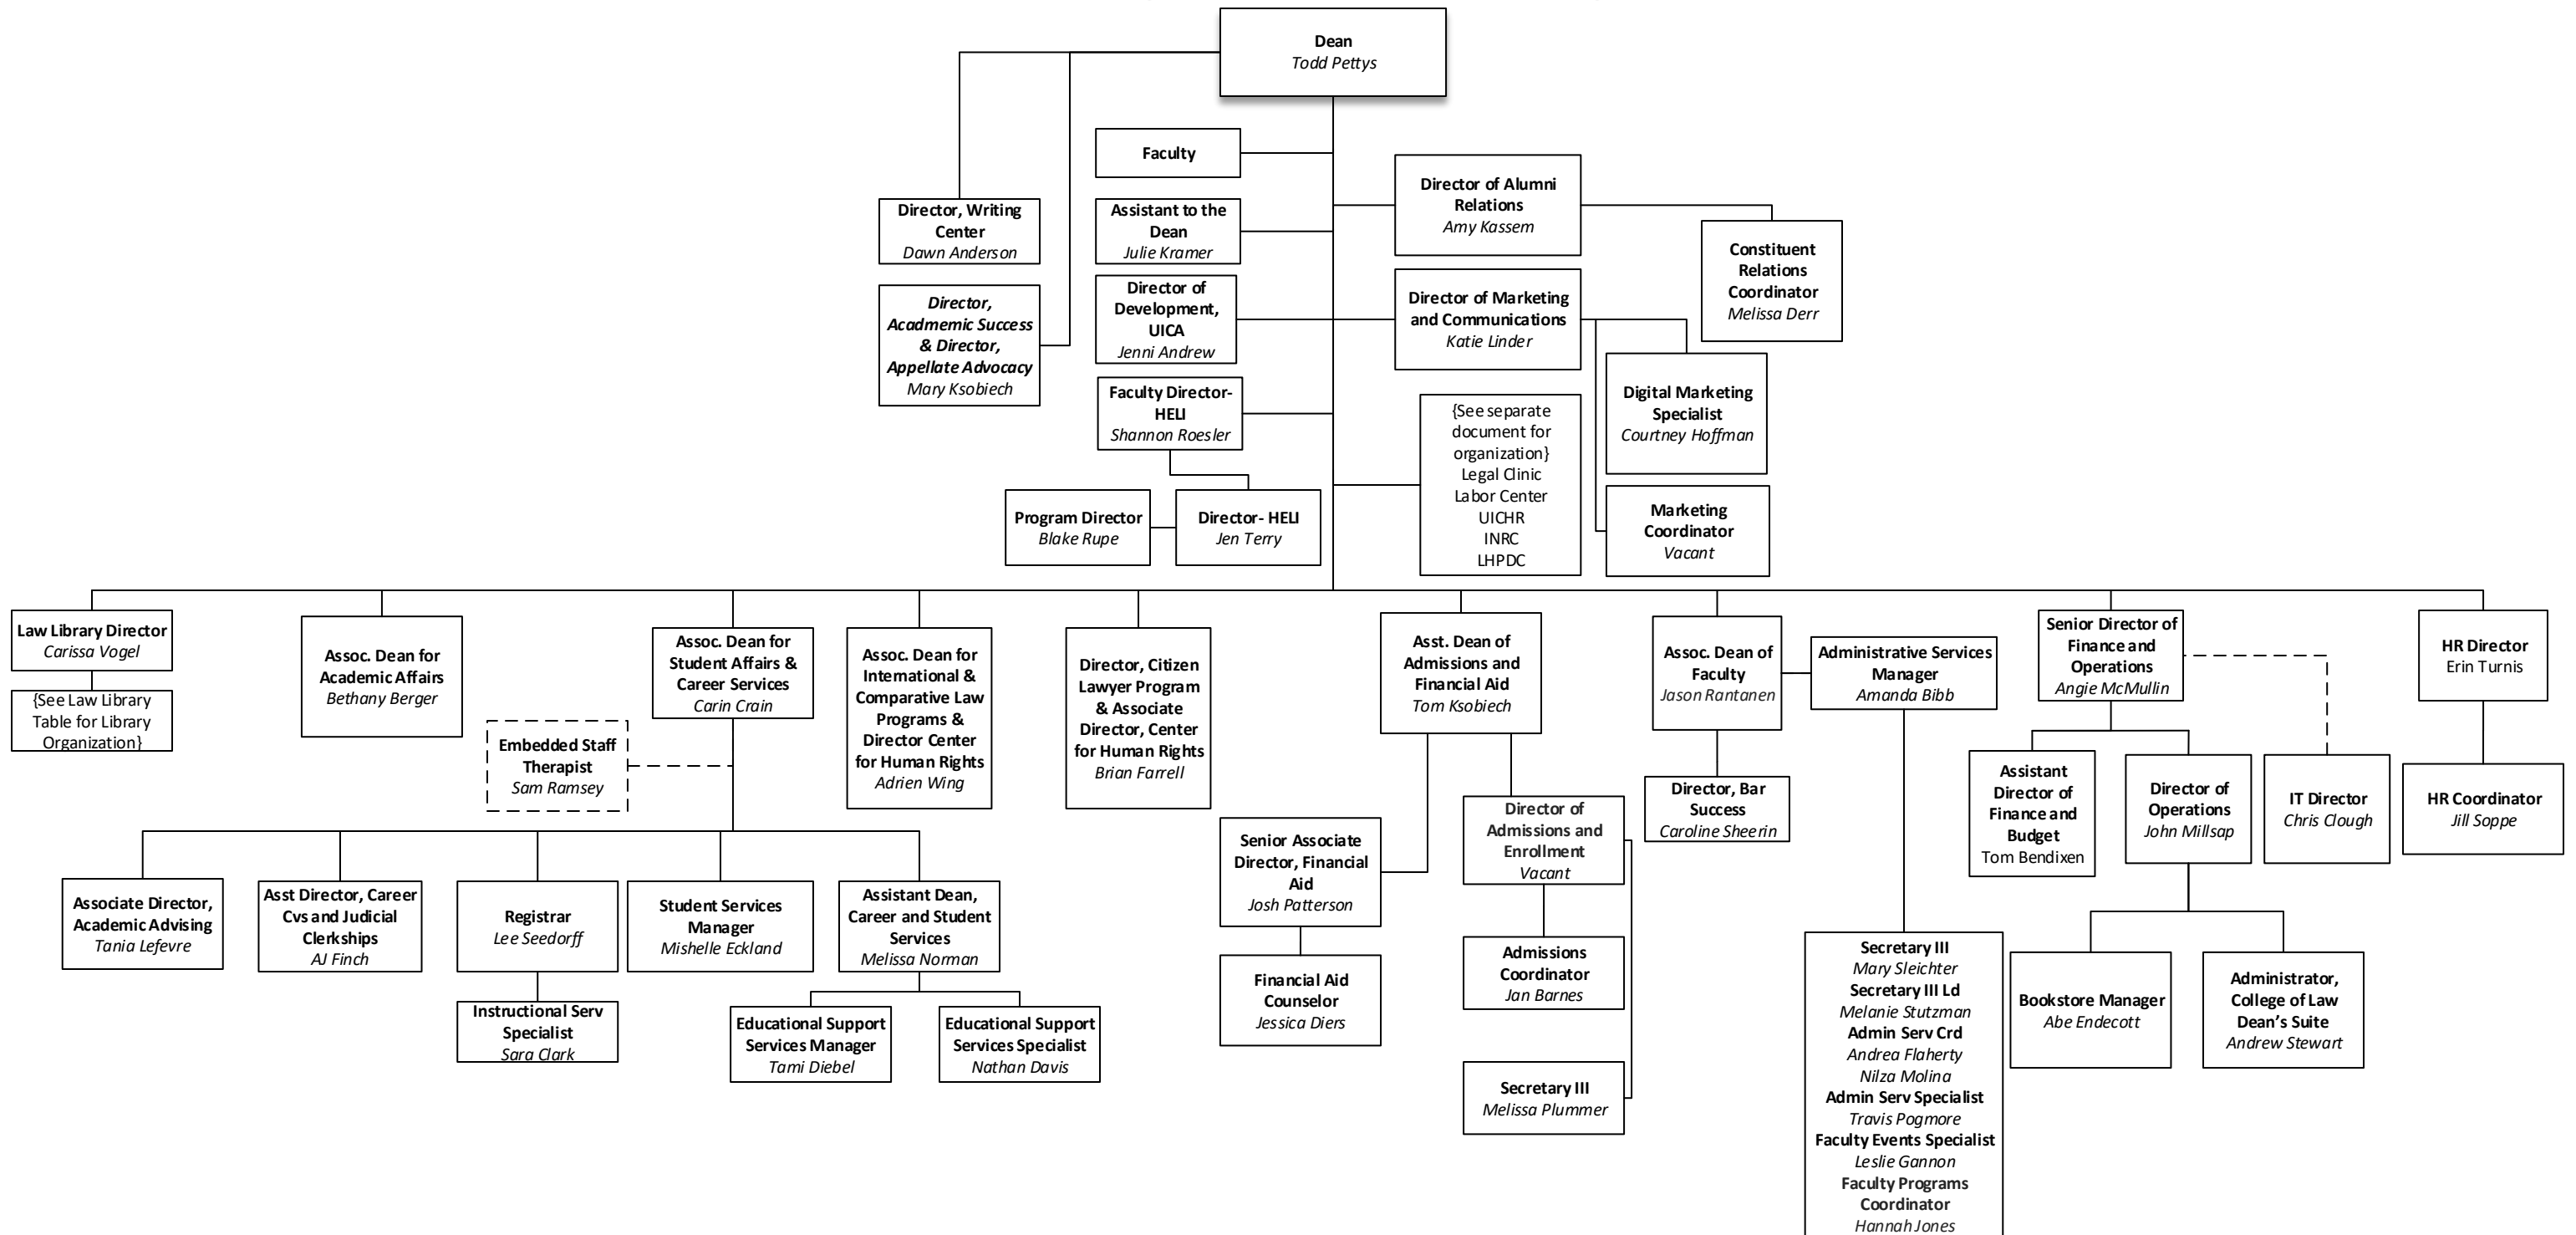 Dean
Todd Pettys
Faculty
Director, Writing
Center
Dawn Anderson
Assistant to the
Dean
Julie Kramer
Director of Alumni
Relations
Amy Kassem
Constituent
Relations
Coordinator
Melissa Derr
Director,
Acadmemic Success
& Director,
Appellate Advocacy
Mary Ksobiech
Director of
Development,
UICA
Jenni Andrew
Director of Marketing
and Communications
Katie Linder
Faculty Director-
HELI
Shannon Roesler
Digital Marketing
Specialist
Courtney Hoffman
{See separate
document for
organization}
Legal Clinic
Labor Center
UICHR
INRC
LHPDC
Program Director
Blake Rupe
Director- HELI
Jen Terry
Marketing
Coordinator
Vacant
Law Library Director
Carissa Vogel
{See Law Library
Table for Library
Organization}
Assoc. Dean for
Academic Affairs
Bethany Berger
Assoc. Dean for
Student Affairs &
Career Services
Carin Crain
Embedded Staff
Therapist
Sam Ramsey
Assoc. Dean for
International &
Comparative Law
Programs &
Director Center
for Human Rights
Adrien Wing
Director, Citizen
Lawyer Program
& Associate
Director, Center
for Human Rights
Brian Farrell
Asst. Dean of
Admissions and
Financial Aid
Tom Ksobiech
Assoc. Dean of
Faculty
Jason Rantanen
Administrative Services
Manager
Amanda Bibb
Senior Director of
Finance and
Operations
Angie McMullin
HR Director
Erin Turnis
Director, Bar
Success
Caroline Sheerin
Assistant
Director of
Finance and
Budget
Tom Bendixen
Director of
Operations
John Millsap
IT Director
Chris Clough
HR Coordinator
Jill Soppe
Associate Director,
Academic Advising
Tania Lefevre
Asst Director, Career
Cvs and Judicial
Clerkships
AJ Finch
Registrar
Lee Seedorff
Student Services
Manager
Mishelle Eckland
Assistant Dean,
Career and Student
Services
Melissa Norman
Senior Associate
Director, Financial
Aid
Josh Patterson
Director of
Admissions and
Enrollment
Vacant
Instructional Serv
Specialist
Sara Clark
Educational Support
Services Manager
Tami Diebel
Educational Support
Services Specialist
Nathan Davis
Financial Aid
Counselor
Jessica Diers
Admissions
Coordinator
Jan Barnes
Secretary III
Melissa Plummer
Secretary III
Mary Sleichter
Secretary III Ld
Melanie Stutzman
Admin Serv Crd
Andrea Flaherty
Nilza Molina
Admin Serv Specialist
Travis Pogmore
Faculty Events Specialist
Leslie Gannon
Faculty Programs
Coordinator
Hannah Jones
Bookstore Manager
Abe Endecott
Administrator,
College of Law
Dean’s Suite
Andrew Stewart